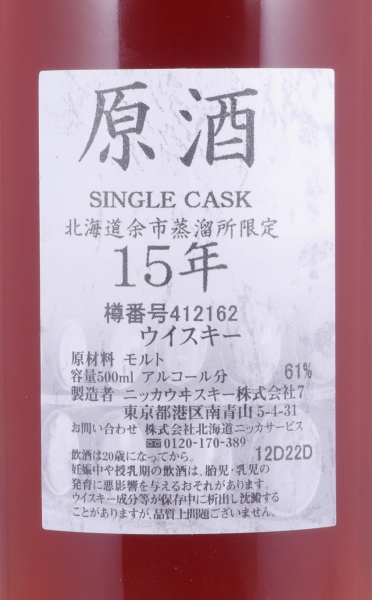 原酒
SINGLE CASK
北海道余市蒸溜所限定
15年
樽番号412162
ウイスキー
原材料 モルト
容量500ml アルコール分 61%
製造者 ニッカウヰスキー株式会社7
東京都港区南青山 5-4-31
お問い合わせ 株式会社北海道ニッカサービス
0120-170-389
飲酒は20歳になってから。 12D22D
妊娠中や授乳期の飲酒は、胎児・乳児の
発育に悪影響を与えるおそれがあります。
ウイスキー成分等が保存中に析出し沈澱する
ことがありますが、品質上問題ございません。